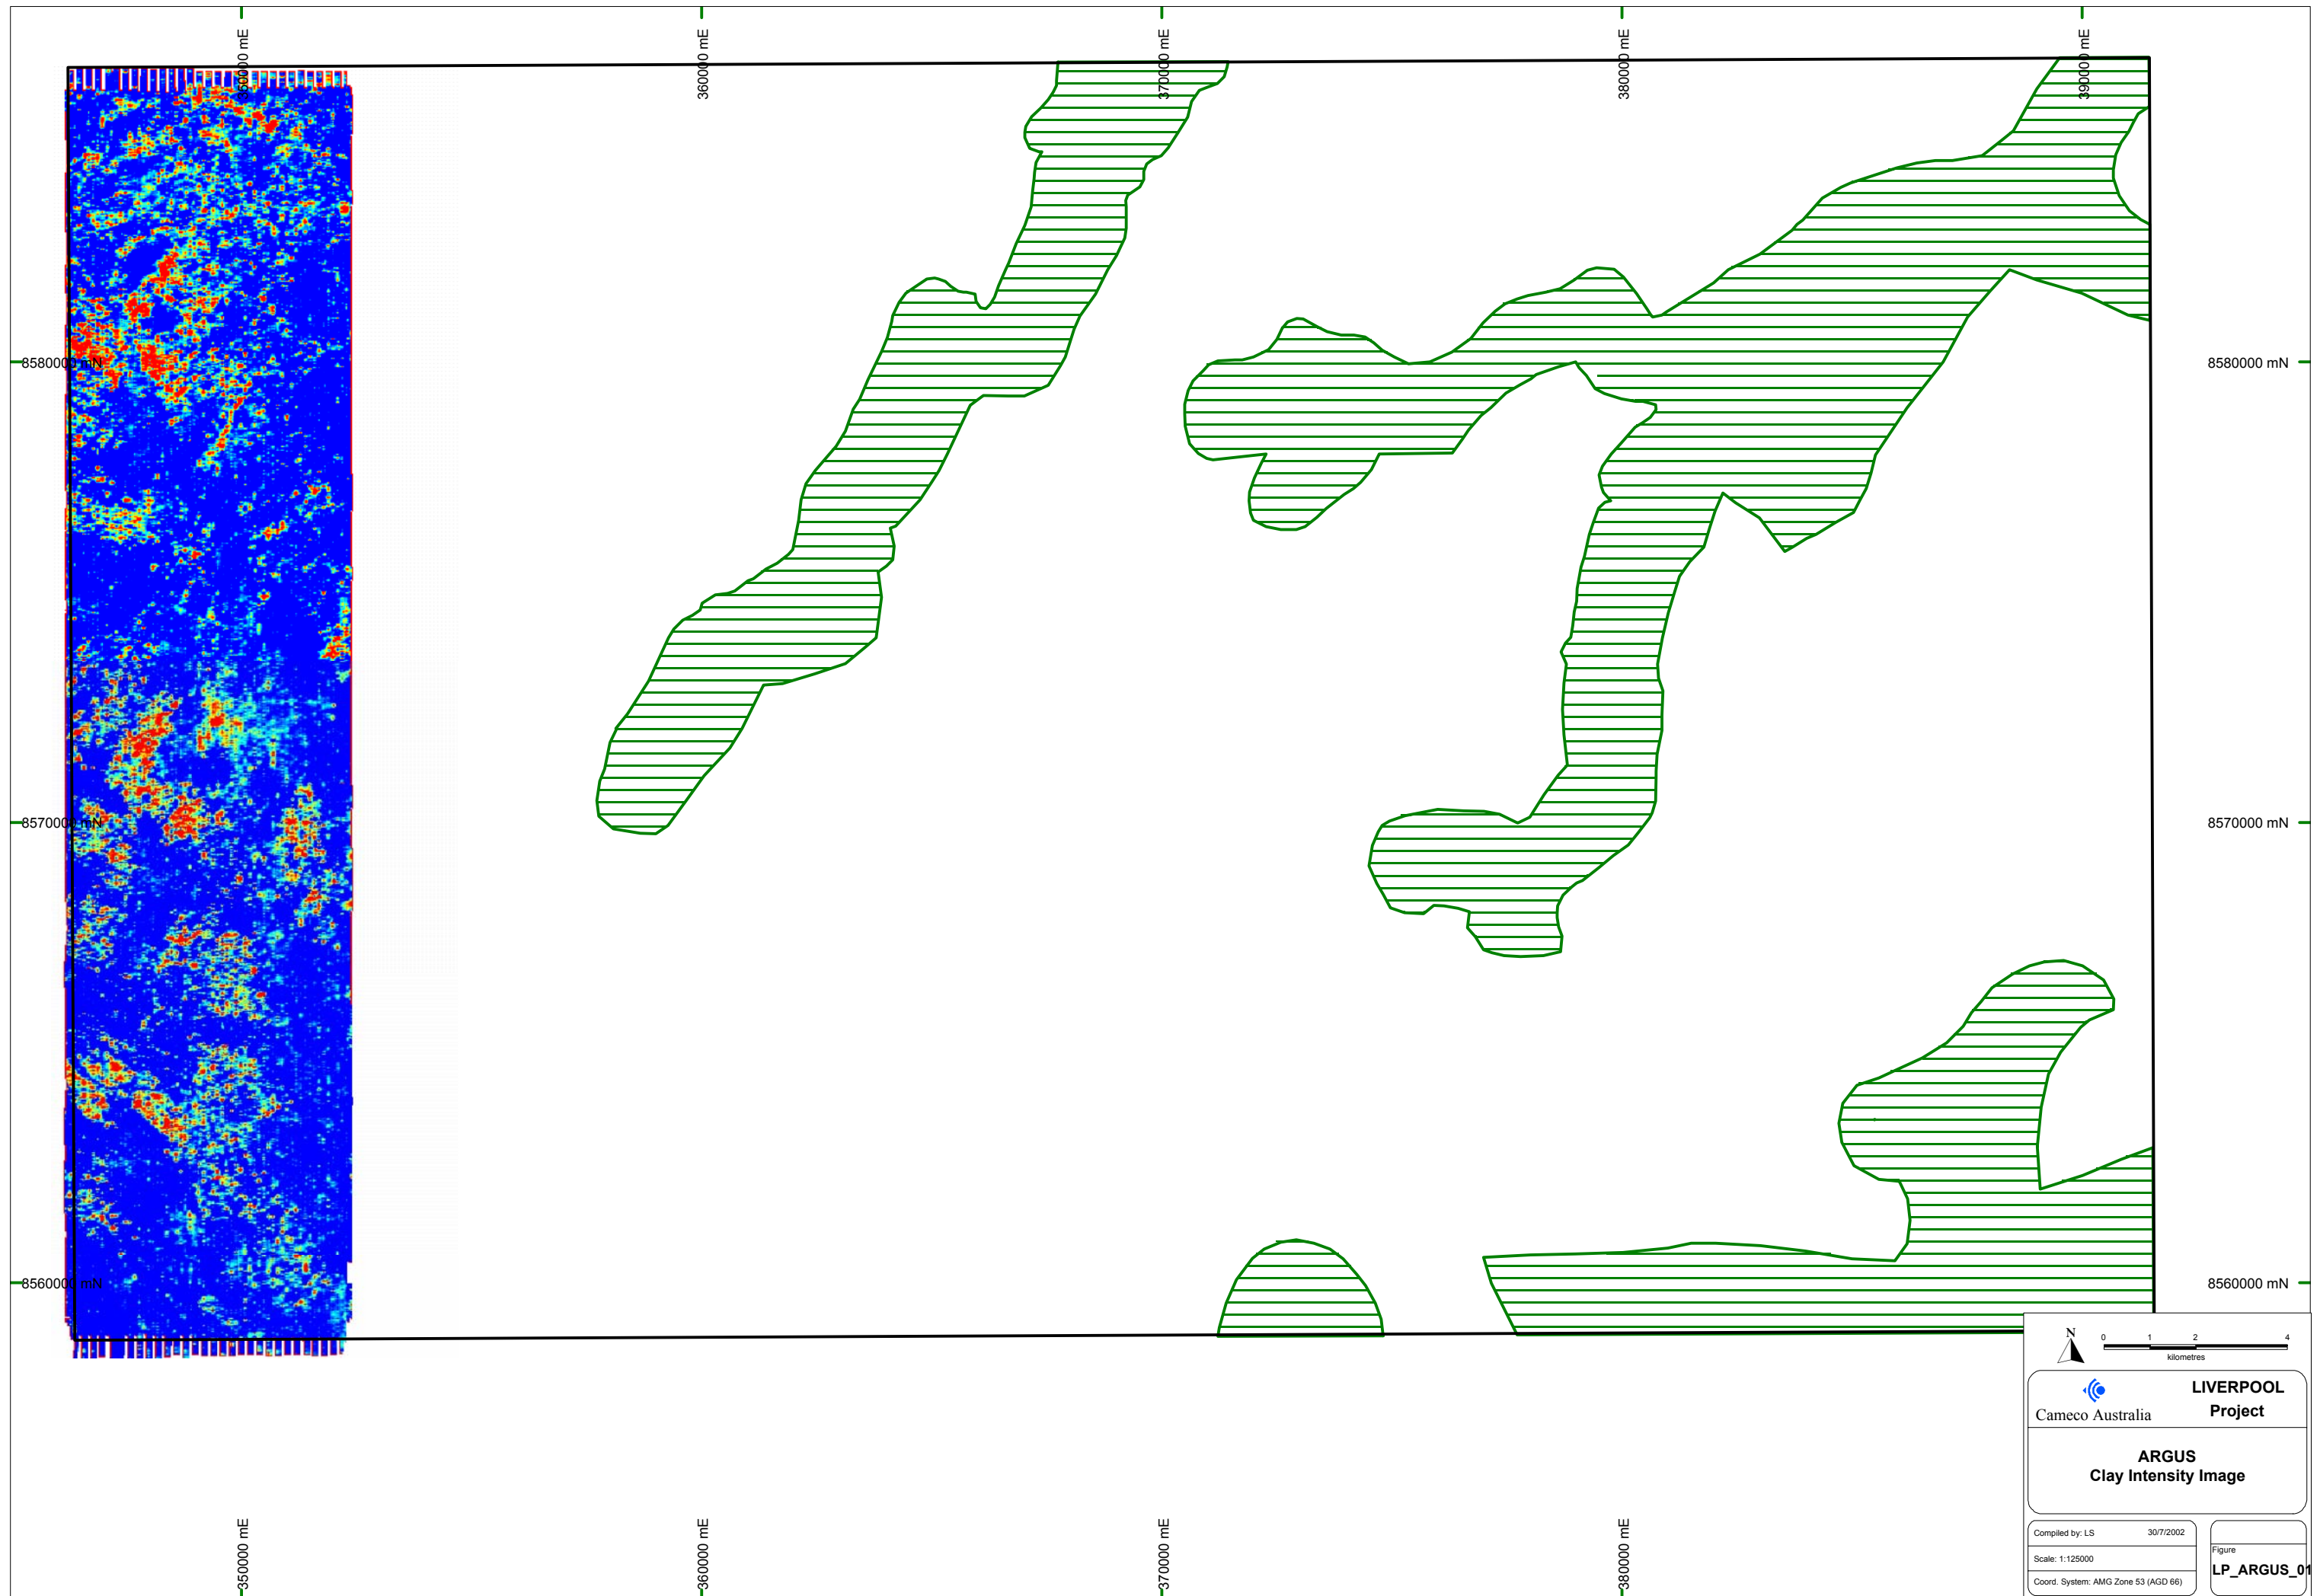 350000 mE
360000 mE
370000 mE
380000 mE
390000 mE
8580000 mN
8580000 mN
8570000 mN
8570000 mN
8560000 mN
8560000 mN
N
0 1 2 4
kilometres
Cameco Australia
LIVERPOOL
Project
ARGUS
Clay Intensity Image
Compiled by: LS 30/7/2002
Scale: 1:125000
Coord. System: AMG Zone 53 (AGD 66)
Figure
LP_ARGUS_01
350000 mE
360000 mE
370000 mE
380000 mE